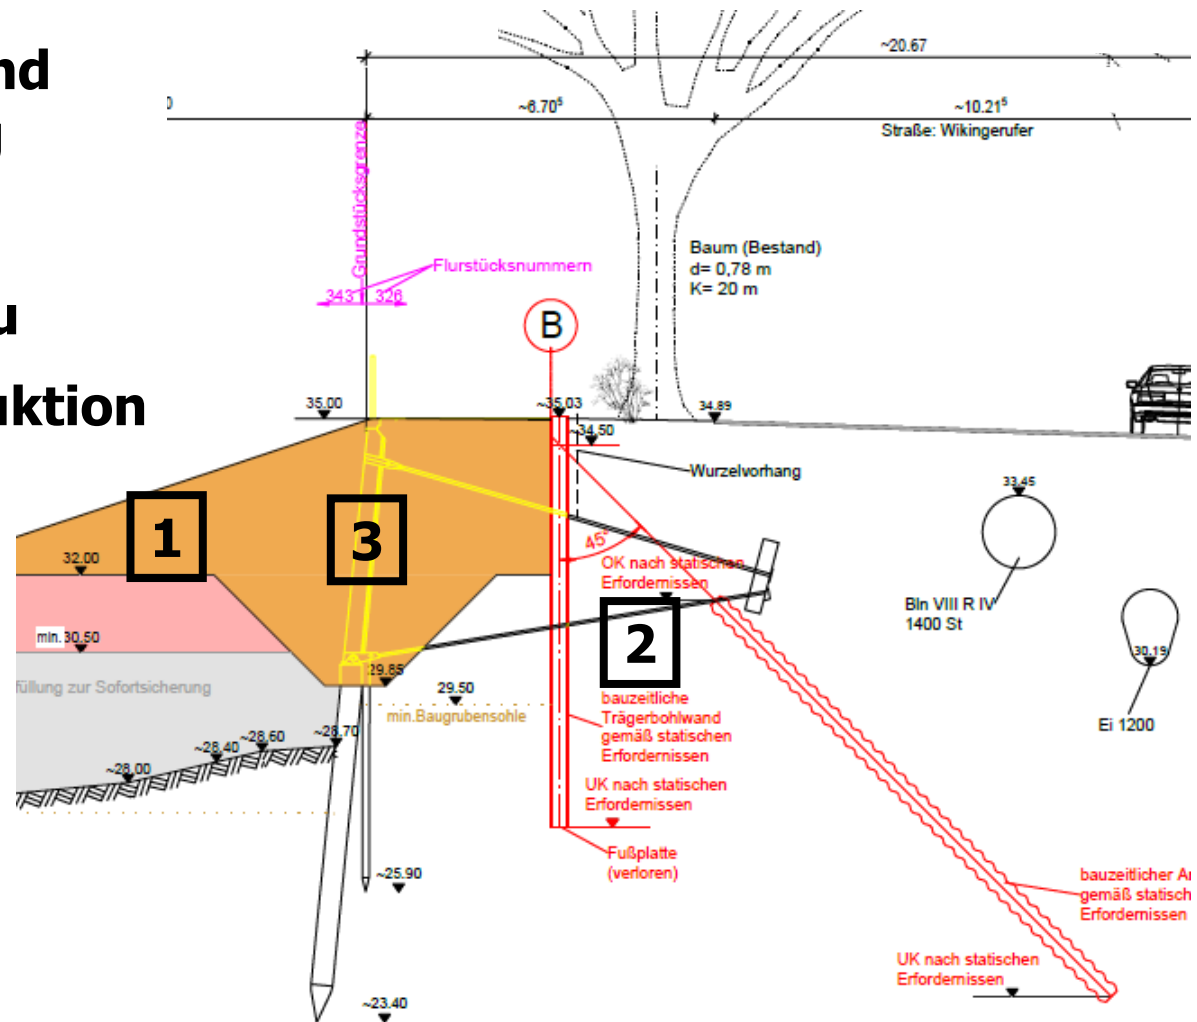 nd
g
u
uktion
~20.67
0
~6.70⁵
~10.21⁵
Straße: Wikingerufer
Grundstücksgrenze
Flurstücksnummern
343 326
Baum (Bestand)
d= 0,78 m
K= 20 m
B
35.00
~35,03
34.89
~34,50
Wurzelvorhang
33,45
1
3
45°
32.00
OK nach statischen
Erfordernissen
Bln VIII R IV
1400 St
2
min. 30,50
30,19
29.85
füllung zur Sofortsicherung
29.50
min.Baugrubensohle
bauzeitliche
Trägerbohlwand
gemäß statischen
Erfordernissen
Ei 1200
~28,70
~28,60
~28,40
~28,00
UK nach statischen
Erfordernissen
Fußplatte
(verloren)
~25.90
bauzeitlicher An
gemäß statisch
Erfordernissen
UK nach statischen
Erfordernissen
~23.40